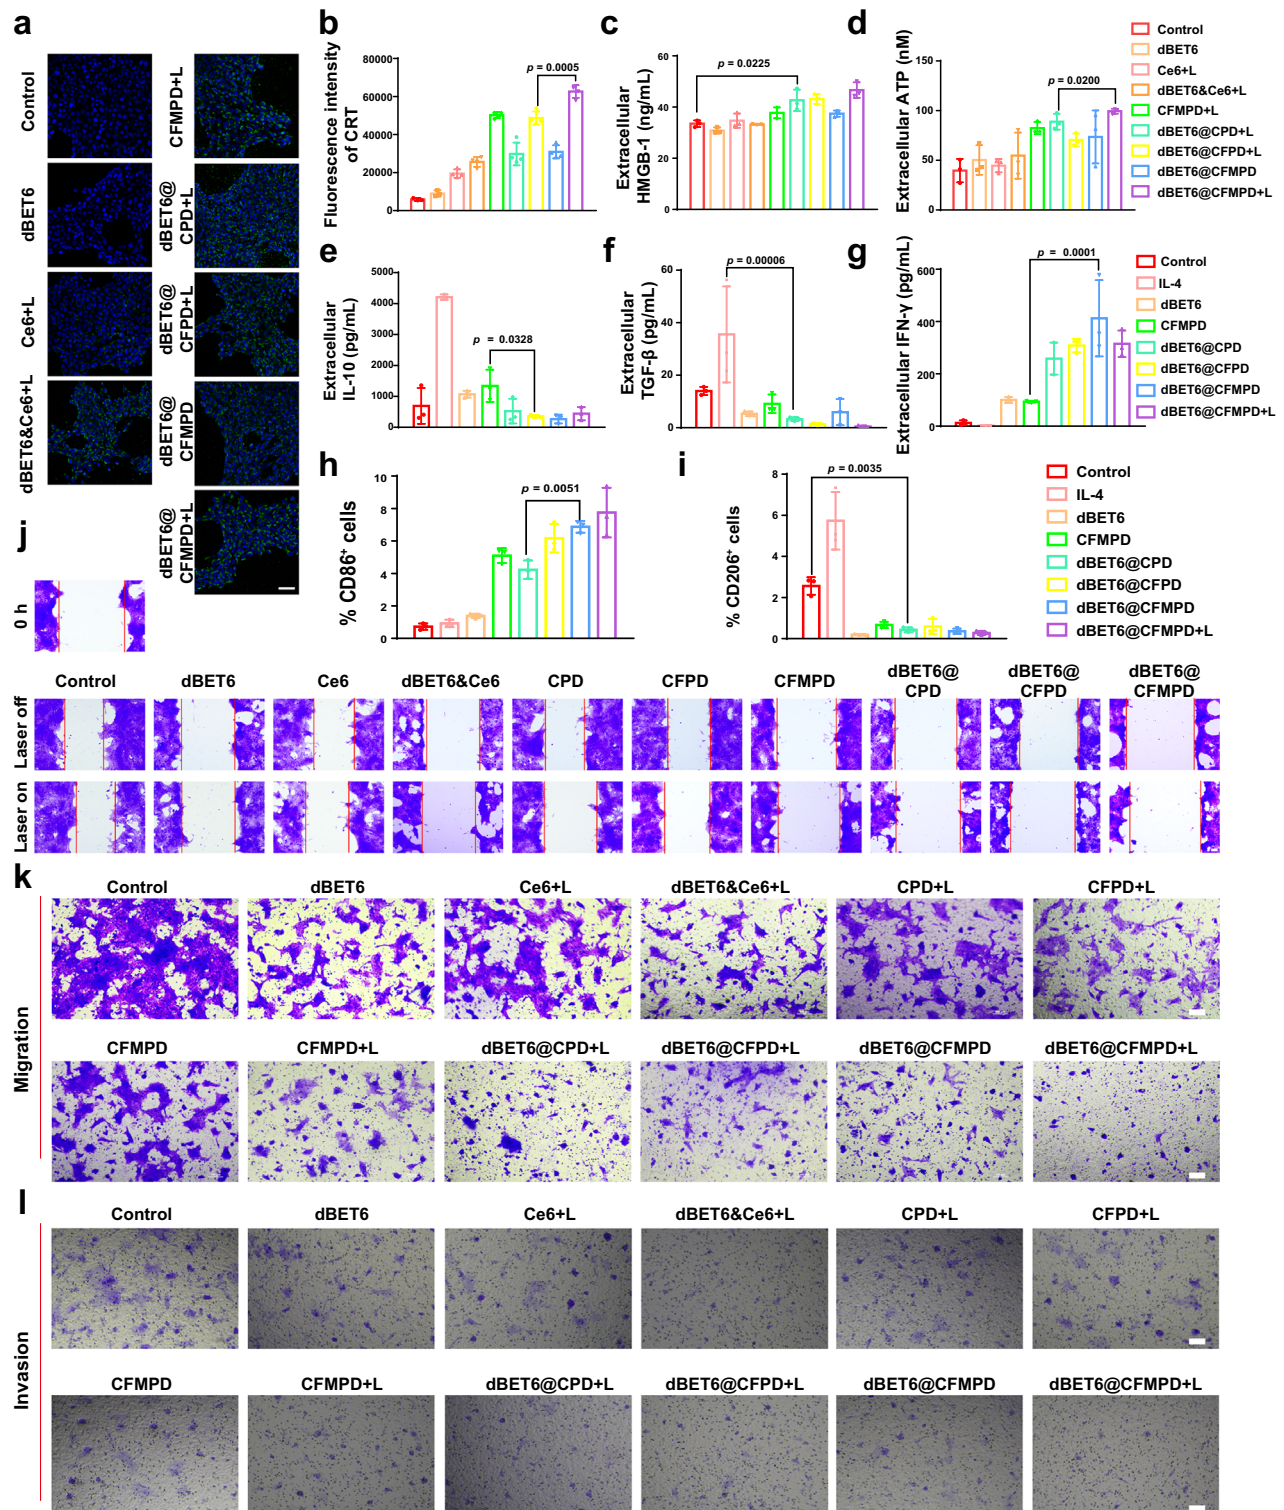 a
Control
dBET6
Ce6+L
dBET6&Ce6+L
CFMPD+L
dBET6@
CPD+L
dBET6@
CFPD+L
dBET6@
CFMPD
dBET6@
CFMPD+L
b
Fluorescence intensity
of CRT
80000
60000
40000
20000
0
p = 0.0005
c
Extracellular
HMGB-1 (ng/mL)
60
40
20
0
p = 0.0225
d
Extracellular ATP (nM)
150
100
50
0
p = 0.0200
Control
dBET6
Ce6+L
dBET6&Ce6+L
CFMPD+L
dBET6@CPD+L
dBET6@CFPD+L
dBET6@CFMPD
dBET6@CFMPD+L
e
Extracellular
IL-10 (pg/mL)
5000
4000
3000
2000
1000
0
p = 0.0328
f
Extracellular
TGF-β (pg/mL)
60
40
20
0
p = 0.00006
g
Extracellular IFN-γ (pg/mL)
600
400
200
0
p = 0.0001
Control
IL-4
dBET6
CFMPD
dBET6@CPD
dBET6@CFPD
dBET6@CFMPD
dBET6@CFMPD+L
h
% CD86⁺ cells
10
8
6
4
2
0
p = 0.0051
i
% CD206⁺ cells
8
6
4
2
0
p = 0.0035
Control
IL-4
dBET6
CFMPD
dBET6@CPD
dBET6@CFPD
dBET6@CFMPD
dBET6@CFMPD+L
j
0 h
Control
dBET6
Ce6
dBET6&Ce6
CPD
CFPD
CFMPD
dBET6@
CPD
dBET6@
CFPD
dBET6@
CFMPD
Laser off
Laser on
k
Migration
Control
dBET6
Ce6+L
dBET6&Ce6+L
CPD+L
CFPD+L
CFMPD
CFMPD+L
dBET6@CPD+L
dBET6@CFPD+L
dBET6@CFMPD
dBET6@CFMPD+L
l
Invasion
Control
dBET6
Ce6+L
dBET6&Ce6+L
CPD+L
CFPD+L
CFMPD
CFMPD+L
dBET6@CPD+L
dBET6@CFPD+L
dBET6@CFMPD
dBET6@CFMPD+L